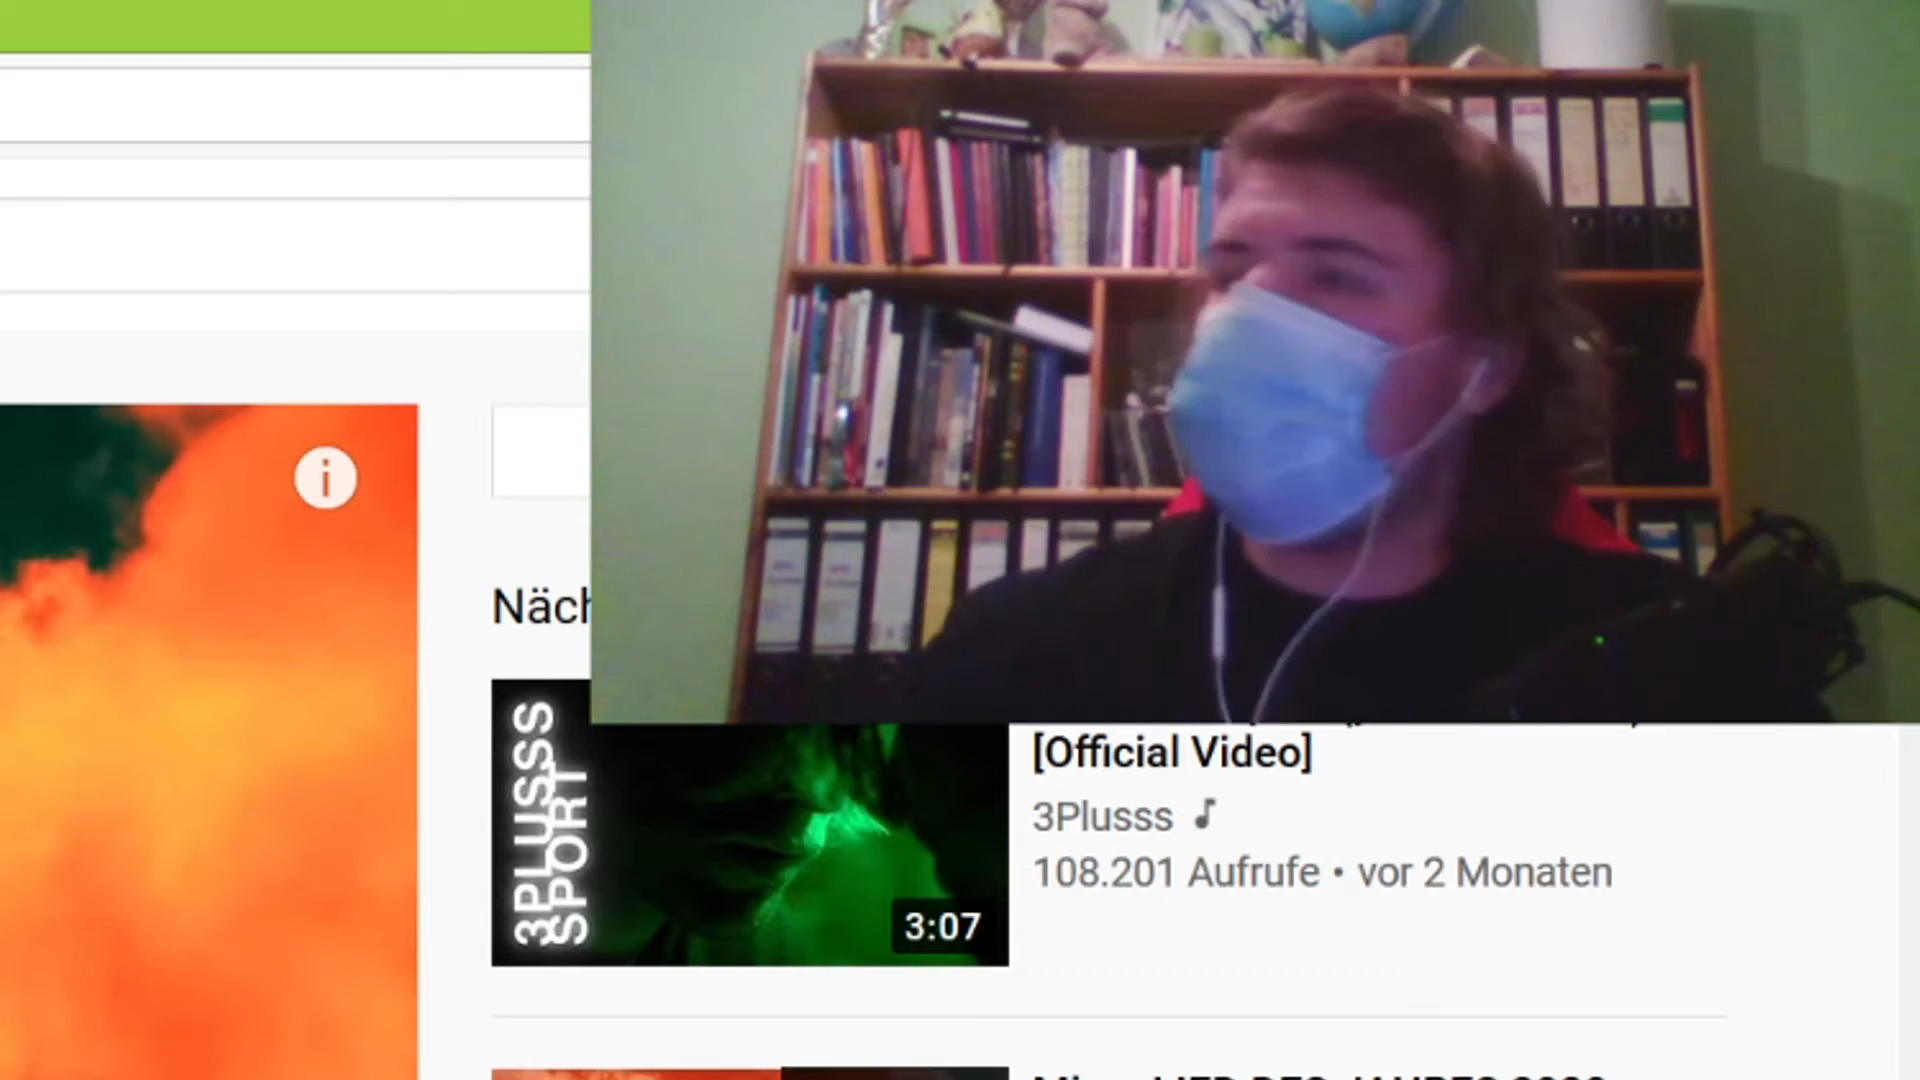 i
Näch
3PLUSSS
SPORT
3:07
[Official Video]
3Plusss
108.201 Aufrufe • vor 2 Monaten